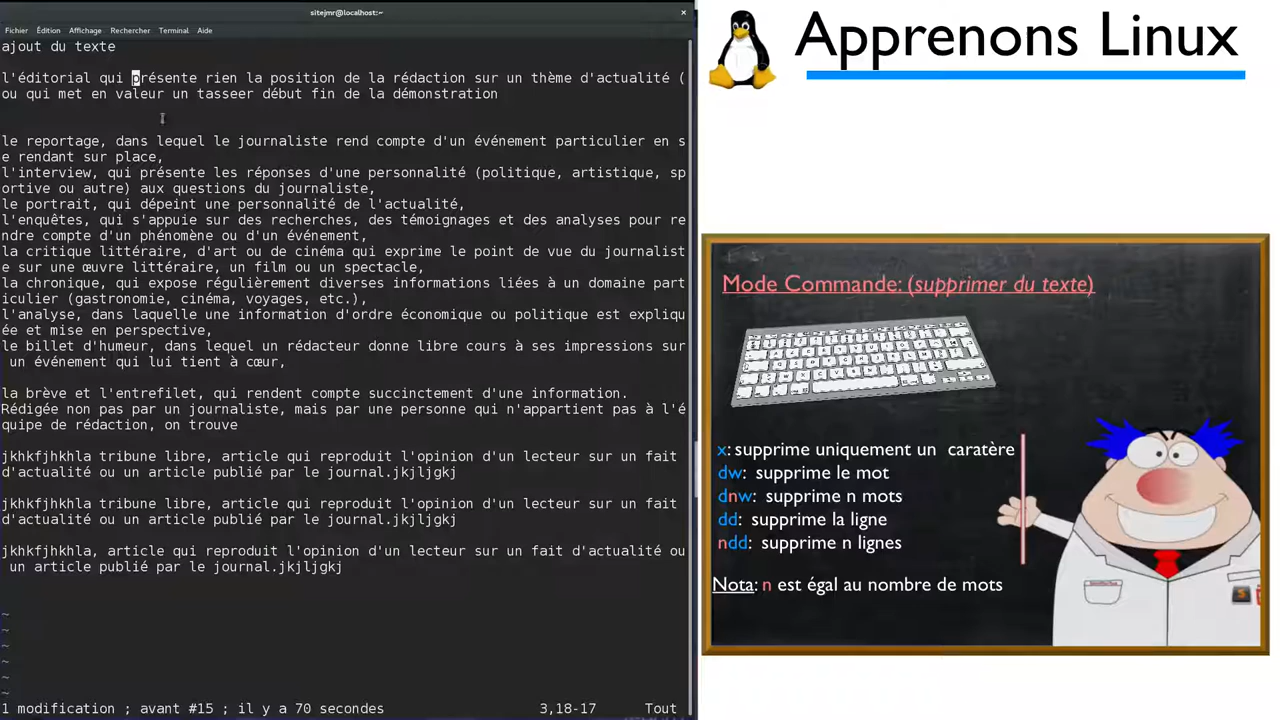 sitejmr@localhost:~
Fichier Édition Affichage Rechercher Terminal Aide
ajout du texte
l'éditorial qui présente rien la position de la rédaction sur un thème d'actualité (
ou qui met en valeur un tasseer début fin de la démonstration
le reportage, dans lequel le journaliste rend compte d'un événement particulier en s
e rendant sur place,
l'interview, qui présente les réponses d'une personnalité (politique, artistique, sp
ortive ou autre) aux questions du journaliste,
le portrait, qui dépeint une personnalité de l'actualité,
l'enquêtes, qui s'appuie sur des recherches, des témoignages et des analyses pour re
ndre compte d'un phénomène ou d'un événement,
la critique littéraire, d'art ou de cinéma qui exprime le point de vue du journalist
e sur une œuvre littéraire, un film ou un spectacle,
la chronique, qui expose régulièrement diverses informations liées à un domaine part
iculier (gastronomie, cinéma, voyages, etc.),
l'analyse, dans laquelle une information d'ordre économique ou politique est expliqu
ée et mise en perspective,
le billet d'humeur, dans lequel un rédacteur donne libre cours à ses impressions sur
un événement qui lui tient à cœur,
la brève et l'entrefilet, qui rendent compte succinctement d'une information.
Rédigée non pas par un journaliste, mais par une personne qui n'appartient pas à l'é
quipe de rédaction, on trouve
jkhkfjhkhla tribune libre, article qui reproduit l'opinion d'un lecteur sur un fait
d'actualité ou un article publié par le journal.jkjljgkj
jkhkfjhkhla tribune libre, article qui reproduit l'opinion d'un lecteur sur un fait
d'actualité ou un article publié par le journal.jkjljgkj
jkhkfjhkhla, article qui reproduit l'opinion d'un lecteur sur un fait d'actualité ou
un article publié par le journal.jkjljgkj
~
~
~
~
~
~
1 modification ; avant #15 ; il y a 70 secondes 3,18-17 Tout
Apprenons Linux
Mode Commande: (supprimer du texte)
x: supprime uniquement un caratère
dw: supprime le mot
dnw: supprime n mots
dd: supprime la ligne
ndd: supprime n lignes
Nota: n est égal au nombre de mots